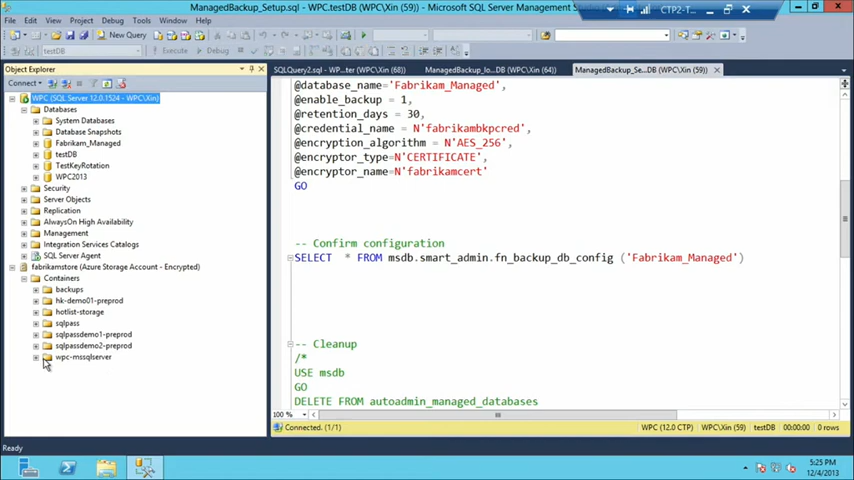 ManagedBackup_Setup.sql - WPC.testDB (WPC\Xin (59)) - Microsoft SQL Server Management Studio
CTP2-T...
File Edit View Project Debug Tools Window Help
New Query
testDB
Execute
Debug
Object Explorer
SQLQuery2.sql - WP...ter (WPC\Xin (68))
ManagedBackup_lo...DB (WPC\Xin (64))
ManagedBackup_Se...DB (WPC\Xin (59))
Connect
WPC (SQL Server 12.0.1524 - WPC\Xin)
Databases
System Databases
Database Snapshots
Fabrikam_Managed
testDB
TestKeyRotation
WPC2013
Security
Server Objects
Replication
AlwaysOn High Availability
Management
Integration Services Catalogs
SQL Server Agent
fabrikamstore (Azure Storage Account - Encrypted)
Containers
backups
hk-demo01-preprod
hotlist-storage
sqlpass
sqlpassdemo1-preprod
sqlpassdemo2-preprod
wpc-mssqlserver
@database_name='Fabrikam_Managed',
@enable_backup = 1,
@retention_days = 30,
@credential_name = N'fabrikambkpcred',
@encryption_algorithm = N'AES_256',
@encryptor_type=N'CERTIFICATE',
@encryptor_name=N'fabrikamcert'
GO
-- Confirm configuration
SELECT * FROM msdb.smart_admin.fn_backup_db_config ('Fabrikam_Managed')
-- Cleanup
/*
USE msdb
GO
DELETE FROM autoadmin_managed_databases
100 %
Connected. (1/1)
WPC (12.0 CTP)
WPC\Xin (59)
testDB
00:00:00
0 rows
Ready
5:25 PM
12/4/2013